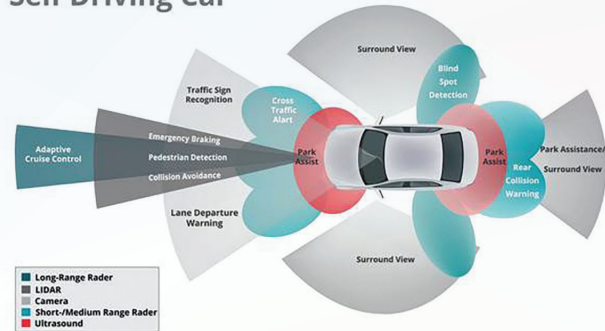 Self Driving Car
Surround View
Traffic Sign
Recognition
Cross
Traffic
Alart
Blind
Spot
Detection
Adaptive
Cruise Control
Emergency Braking
Pedestrian Detection
Collision Avoidance
Park
Assist
Park
Assist
Park Assistance/
Surround View
Rear
Collision
Warning
Lane Departure
Warning
Surround View
Long-Range Rader
LIDAR
Camera
Short-/Medium Range Rader
Ultrasound